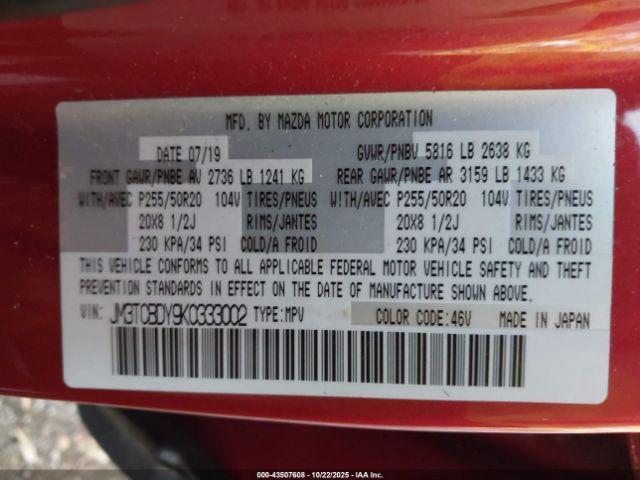 MFD. BY MAZDA MOTOR CORPORATION
DATE 07/19 GVWR/PNBV 5816 LB 2638 KG
FRONT GAWR/PNBE AV 2736 LB 1241 KG REAR GAWR/PNBE AR 3159 LB 1433 KG
WITH/AVEC P255/50R20 104V TIRES/PNEUS WITH/AVEC P255/50R20 104V TIRES/PNEUS
20X8 1/2J RIMS/JANTES 20X8 1/2J RIMS/JANTES
230 KPA/34 PSI COLD/A FROID 230 KPA/34 PSI COLD/A FROID
THIS VEHICLE CONFORMS TO ALL APPLICABLE FEDERAL MOTOR VEHICLE SAFETY AND THEFT
PREVENTION STANDARDS IN EFFECT ON THE DATE OF MANUFACTURE SHOWN ABOVE.
VIN: JM3TCBDY9K0333002 TYPE:MPV COLOR CODE:46V MADE IN JAPAN
000-43507608 - 10/22/2025 - IAAI Inc.